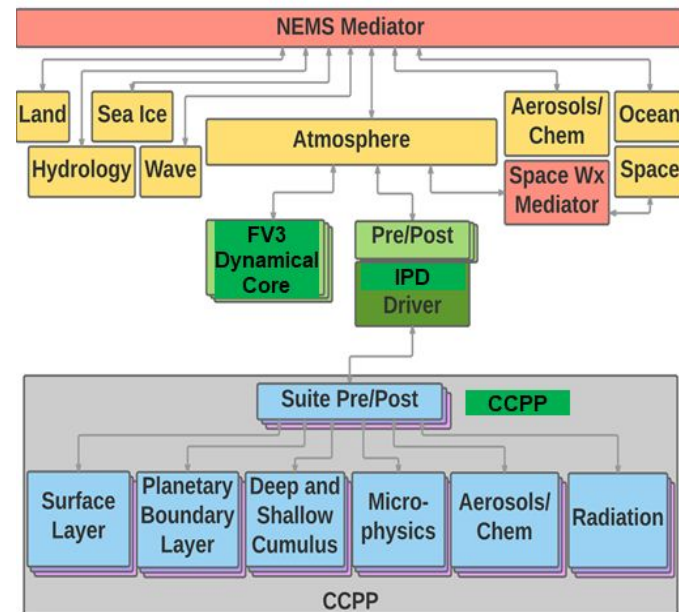 NEMS Mediator
Land
Sea Ice
Hydrology
Wave
Atmosphere
Aerosols/
Chem
Ocean
Space Wx
Mediator
Space
FV3
Dynamical
Core
Pre/Post
IPD
Driver
Suite Pre/Post
CCPP
Surface
Layer
Planetary
Boundary
Layer
Deep and
Shallow
Cumulus
Micro-
physics
Aerosols/
Chem
Radiation
CCPP